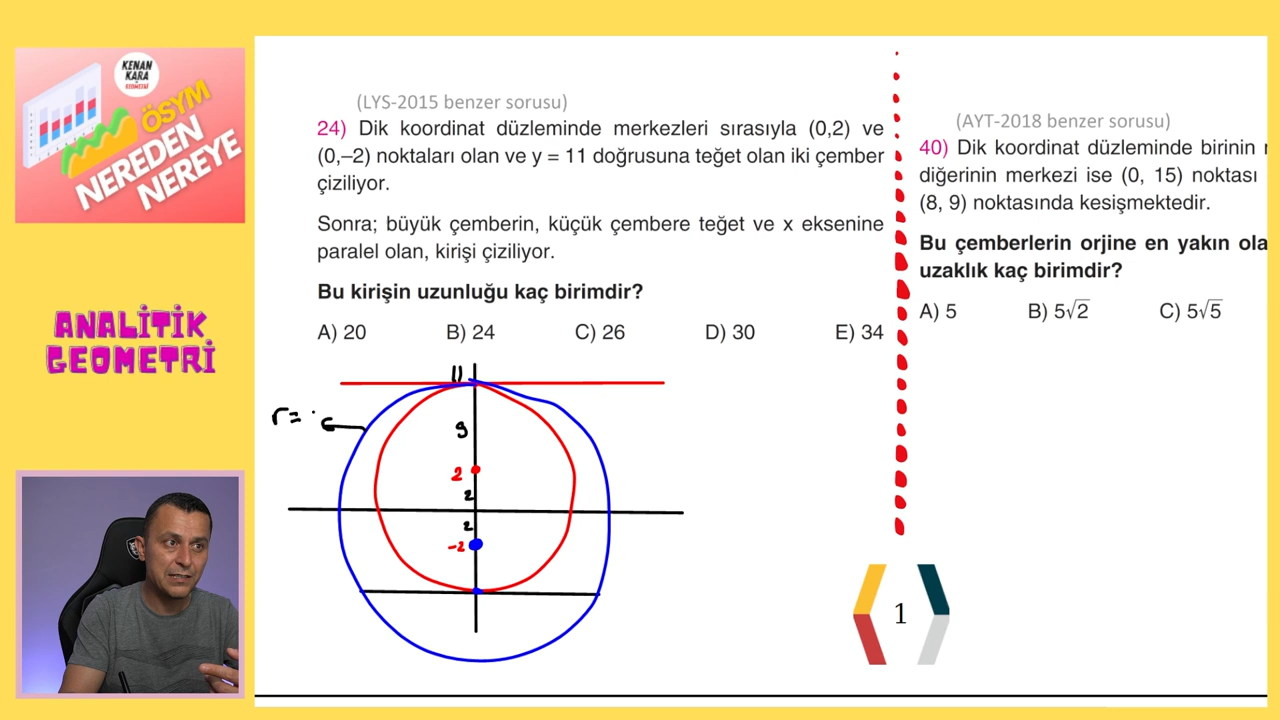 KENAN
KARA
GEOMETRİ
ÖSYM
NEREDEN
NEREYE
ANALİTİK
GEOMETRİ
(LYS-2015 benzer sorusu)
24) Dik koordinat düzleminde merkezleri sırasıyla (0,2) ve
(0,–2) noktaları olan ve y = 11 doğrusuna teğet olan iki çember
çiziliyor.
Sonra; büyük çemberin, küçük çembere teğet ve x eksenine
paralel olan, kirişi çiziliyor.
Bu kirişin uzunluğu kaç birimdir?
A) 20 B) 24 C) 26 D) 30 E) 34
11
r=
9
2
2
2
-2
(AYT-2018 benzer sorusu)
40) Dik koordinat düzleminde birinin
diğerinin merkezi ise (0, 15) noktası
(8, 9) noktasında kesişmektedir.
Bu çemberlerin orjine en yakın ola
uzaklık kaç birimdir?
A) 5 B) 5√2 C) 5√5
1